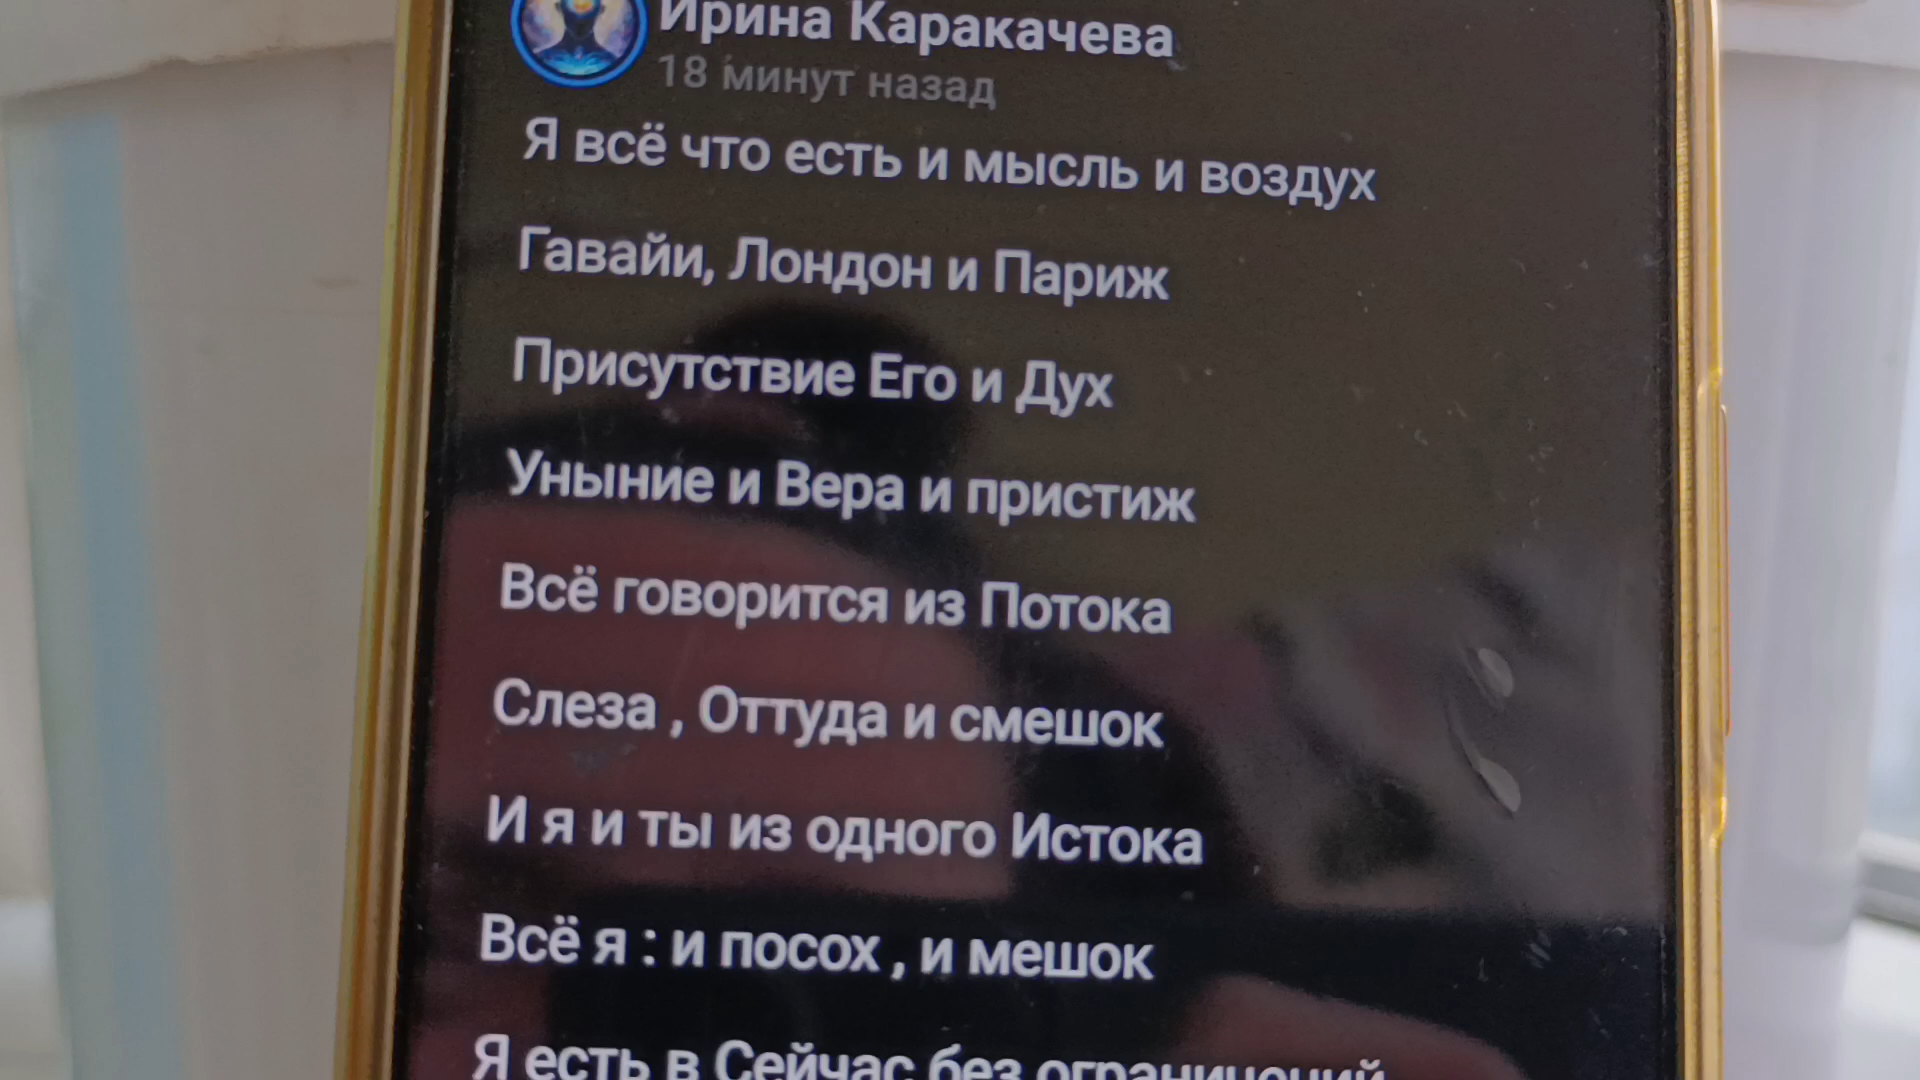 Ирина Каракачева
18 минут назад
Я всё что есть и мысль и воздух
Гавайи, Лондон и Париж
Присутствие Его и Дух
Уныние и Вера и пристиж
Всё говорится из Потока
Слеза , Оттуда и смешок
И я и ты из одного Истока
Всё я : и посох , и мешок
Я есть в Сейчас без ограничений